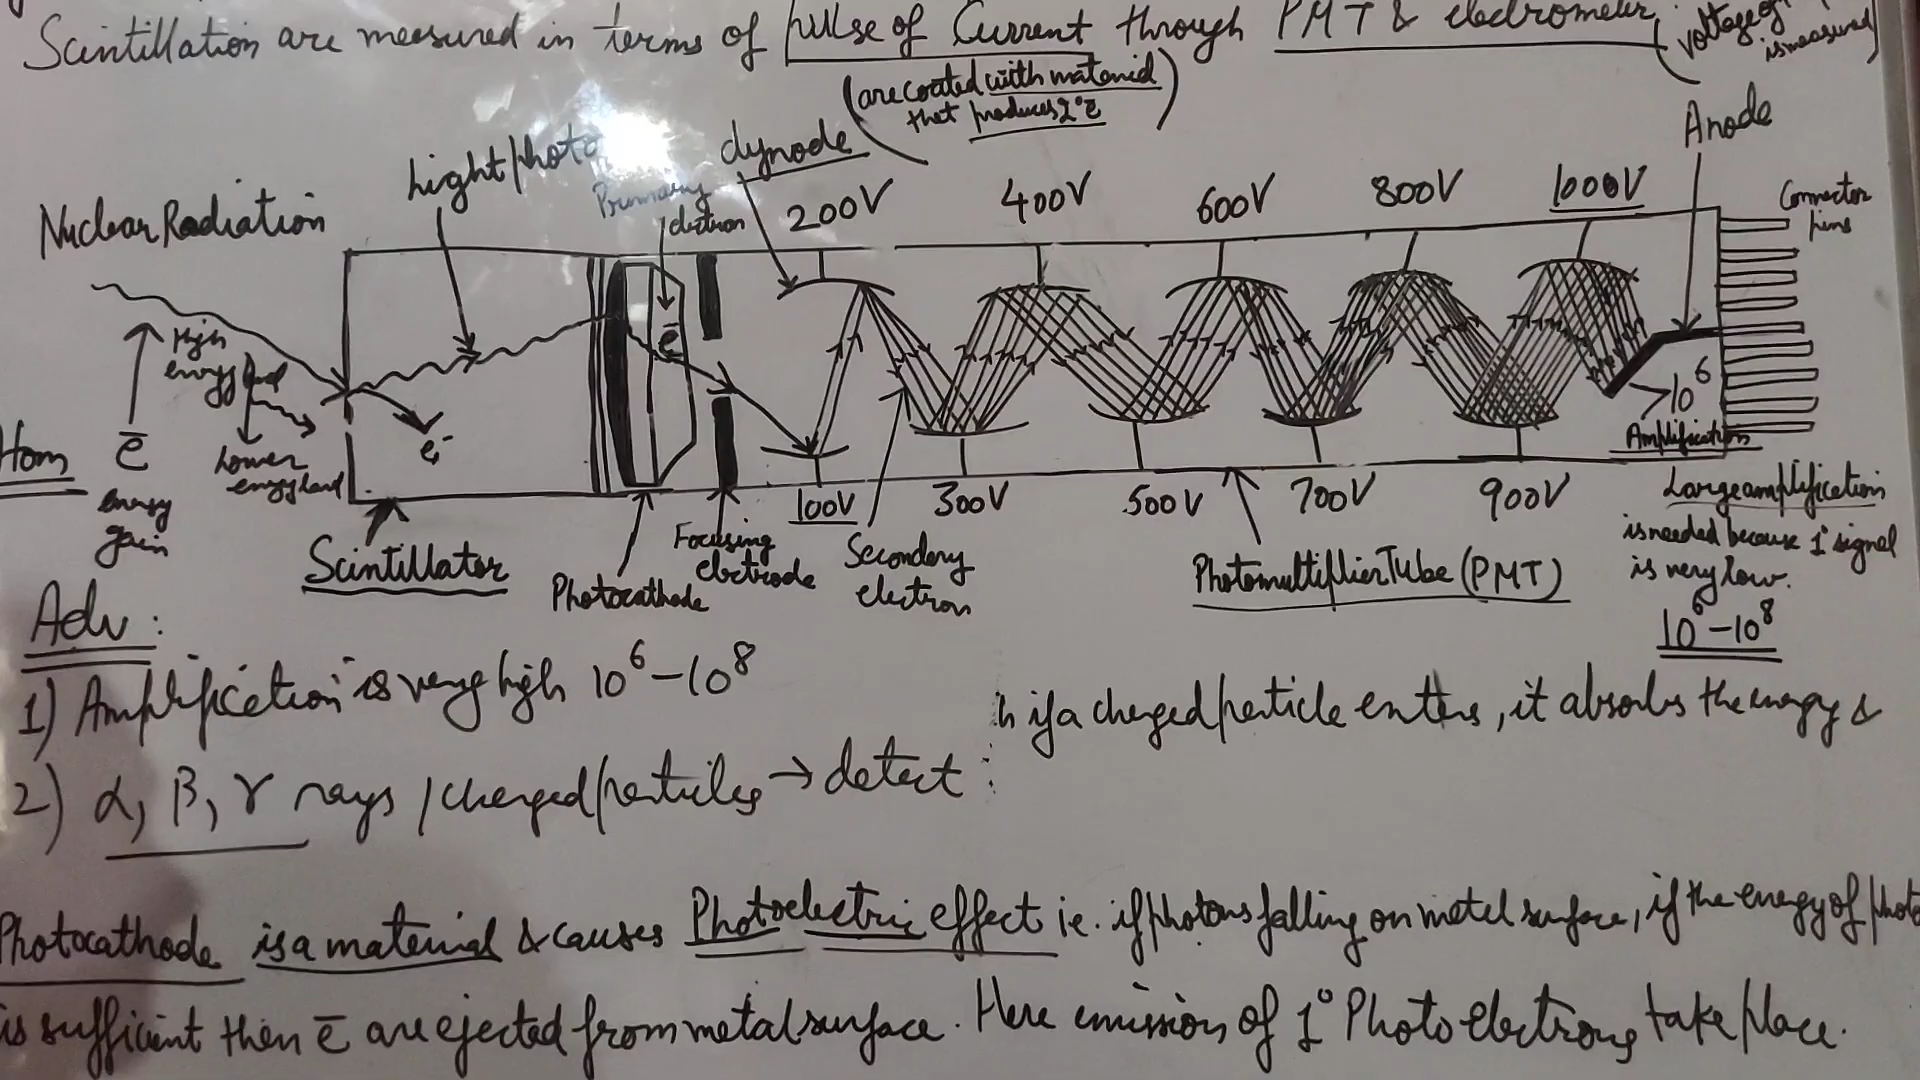 Scintillation are measured in terms of pulse of Current through PMT & electrometer (voltage of
is measured
(are coated with material
that produces 2° ē)
dynode
Anode
Light/photo
Primary
electron
200V 400V 600V 800V 1000V
Connector
pins
Nuclear Radiation
High
energy
ē
Lower
energy band
e⁻
>10⁶
Amplification
Atom
ē
energy
gain
100V 300V 500V 700V 900V
Scintillator
Photocathode
Focusing
electrode
Secondary
electron
Photomultiplier Tube (PMT)
Large amplification
is needed because 1° signal
is very low.
10⁶-10⁸
Adv:
1) Amplification is very high 10⁶-10⁸
if a charged particle enters, it absorbs the energy &
2) α, β, γ rays / charged particles → detect
Photocathode is a material & causes Photoelectric effect ie. if photons falling on metal surface, if the energy of photo
is sufficient then ē are ejected from metal surface. Here emission of 1° Photoelectrons take place.